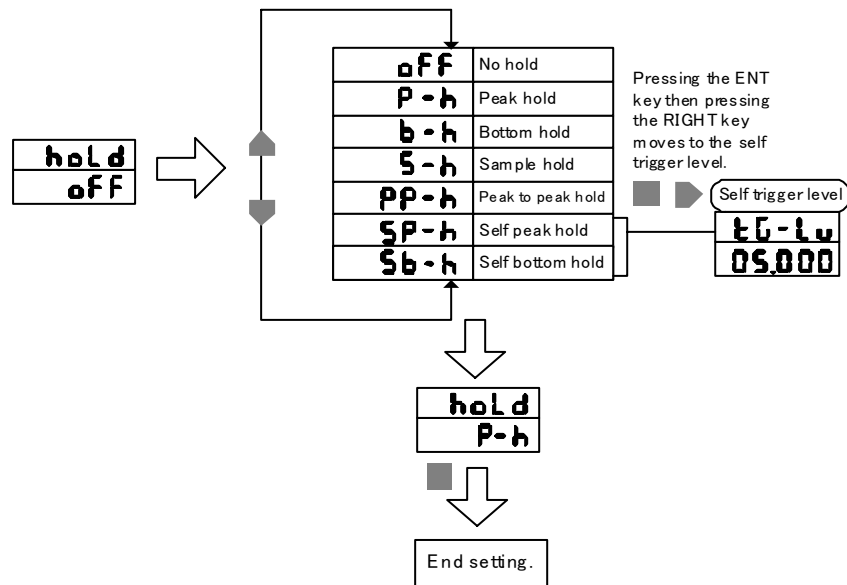 hoLd
oFF
oFF No hold
P-h Peak hold
b-h Bottom hold
S-h Sample hold
PP-h Peak to peak hold
SP-h Self peak hold
Sb-h Self bottom hold
Pressing the ENT
key then pressing
the RIGHT key
moves to the self
trigger level.
Self trigger level
tG-Lv
05.000
hoLd
P-h
End setting.